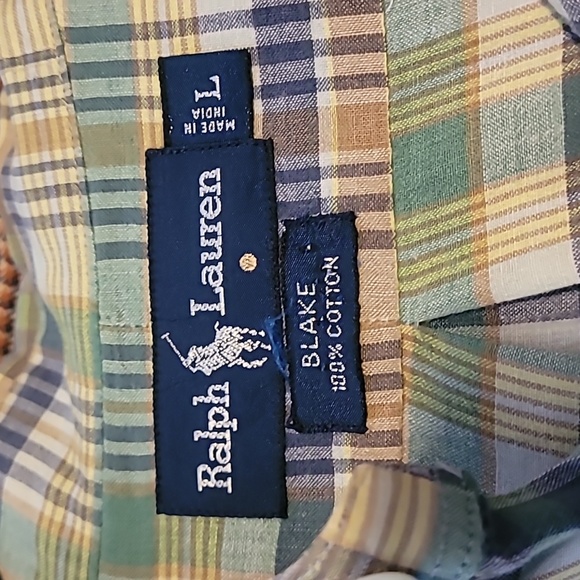 Ralph Lauren
L
MADE IN
INDIA
BLAKE
100% COTTON